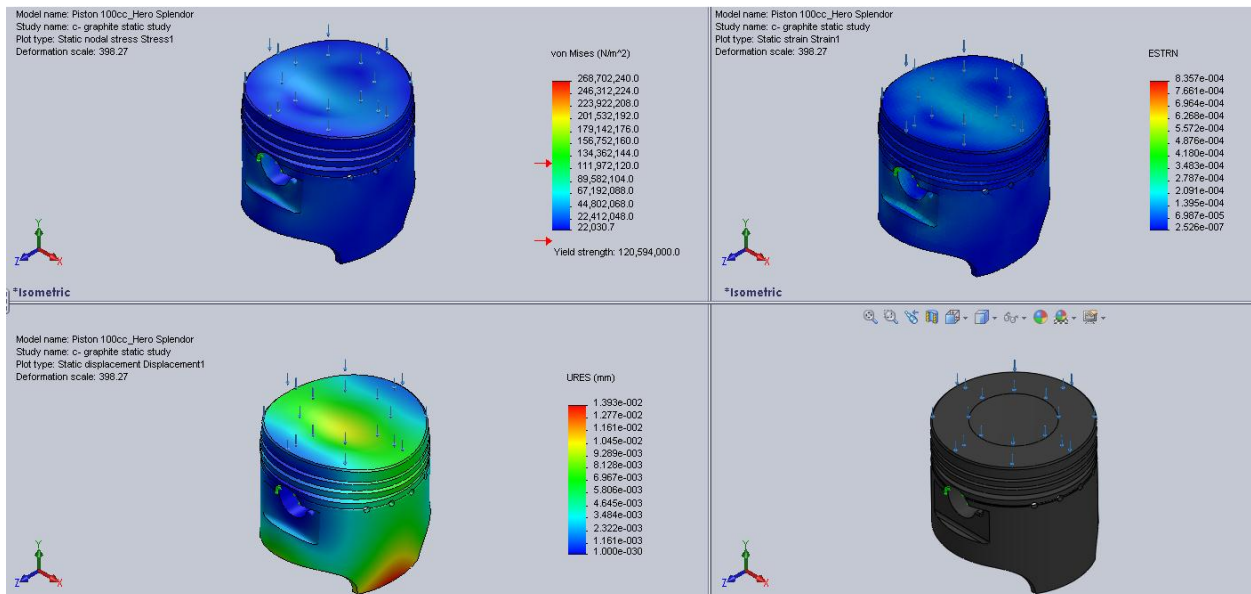 Model name: Piston 100cc_Hero Splendor
Study name: c- graphite static study
Plot type: Static nodal stress Stress1
Deformation scale: 398.27
von Mises (N/m^2)
268,702,240.0
246,312,224.0
223,922,208.0
201,532,192.0
179,142,176.0
156,752,160.0
134,362,144.0
111,972,120.0
89,582,104.0
67,192,088.0
44,802,068.0
22,412,048.0
22,030.7
Yield strength: 120,594,000.0
Y
Z
X
*Isometric
Model name: Piston 100cc_Hero Splendor
Study name: c- graphite static study
Plot type: Static strain Strain1
Deformation scale: 398.27
ESTRN
8.357e-004
7.661e-004
6.964e-004
6.268e-004
5.572e-004
4.876e-004
4.180e-004
3.483e-004
2.787e-004
2.091e-004
1.395e-004
6.987e-005
2.526e-007
Y
Z
X
*Isometric
Model name: Piston 100cc_Hero Splendor
Study name: c- graphite static study
Plot type: Static displacement Displacement1
Deformation scale: 398.27
URES (mm)
1.393e-002
1.277e-002
1.161e-002
1.045e-002
9.289e-003
8.128e-003
6.967e-003
5.806e-003
4.645e-003
3.484e-003
2.322e-003
1.161e-003
1.000e-030
Y
Z
X
Y
Z
X